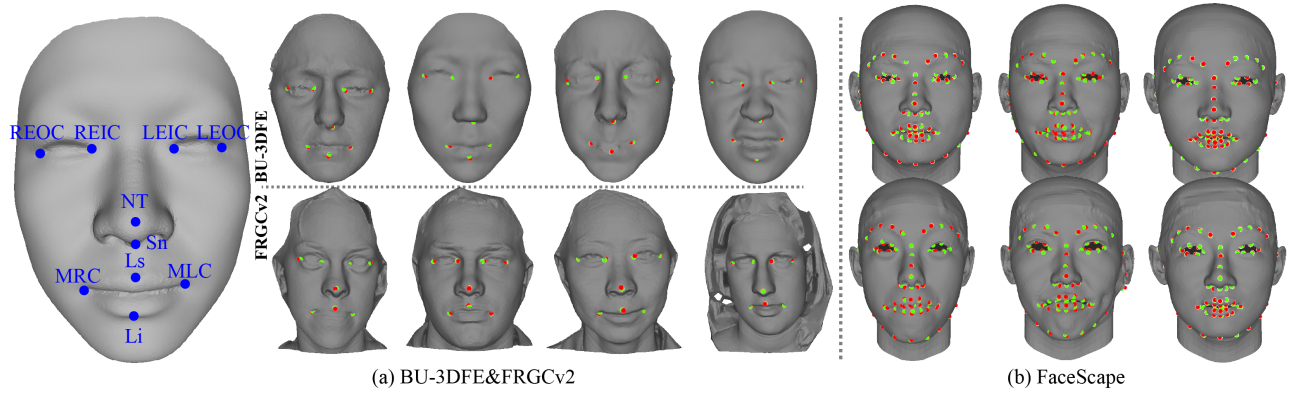 REOC REIC LEIC LEOC
NT
Sn
Ls
MRC MLC
Li
BU-3DFE
FRGCv2
(a) BU-3DFE&FRGCv2
(b) FaceScape